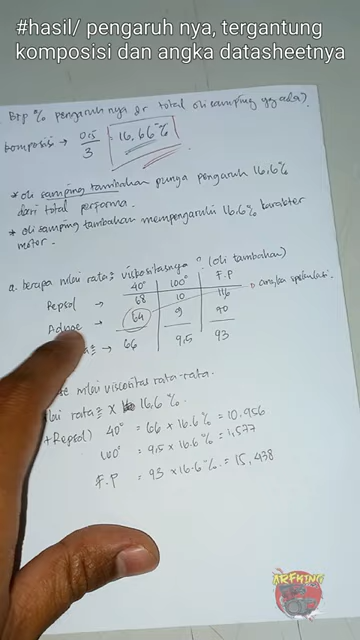 #hasil/ pengaruh nya, tergantung
komposisi dan angka datasheetnya
Brp % pengaruh nya dr total oli samping yg ada?
komposisi → 0,5/3 = 16,66%
* oli samping tambahan punya pengaruh 16,6%
dari total performa.
* oli samping tambahan mempengaruhi 16,6% karakter
motor.
a. berapa nilai rata² viskositasnya? (oli tambahan)
40° 100° F.P
Repsol → 68 10 116
→ 64 9 90
→ 66 9,5 93
angka spekulasi.
nilai viscositas rata-rata.
rata² x 16,6%.
+Repsol) 40° = 66 x 16.6% = 10,956
100° = 9,5 x 16.6% = 1,577
F.P = 93 x 16.6% = 15,438